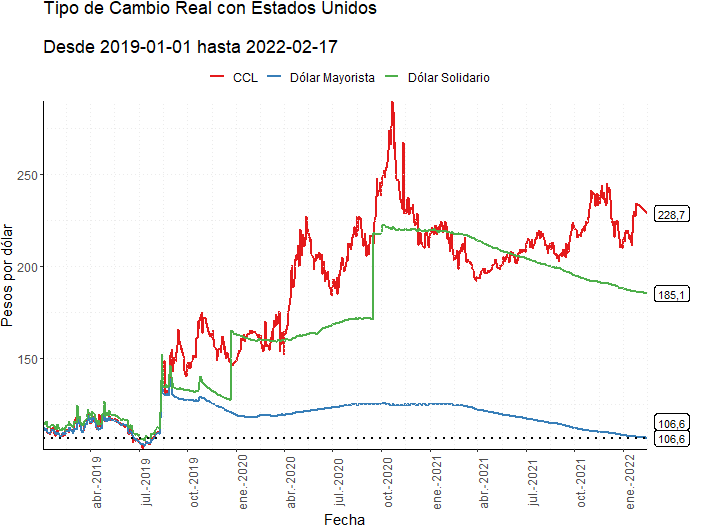 Tipo de Cambio Real con Estados Unidos
Desde 2019-01-01 hasta 2022-02-17
CCL Dólar Mayorista Dólar Solidario
250
200
150
Pesos por dólar
228,7
185,1
106,6
106,6
abr.-2019 jul.-2019 oct.-2019 ene.-2020 abr.-2020 jul.-2020 oct.-2020 ene.-2021 abr.-2021 jul.-2021 oct.-2021 ene.-2022
Fecha